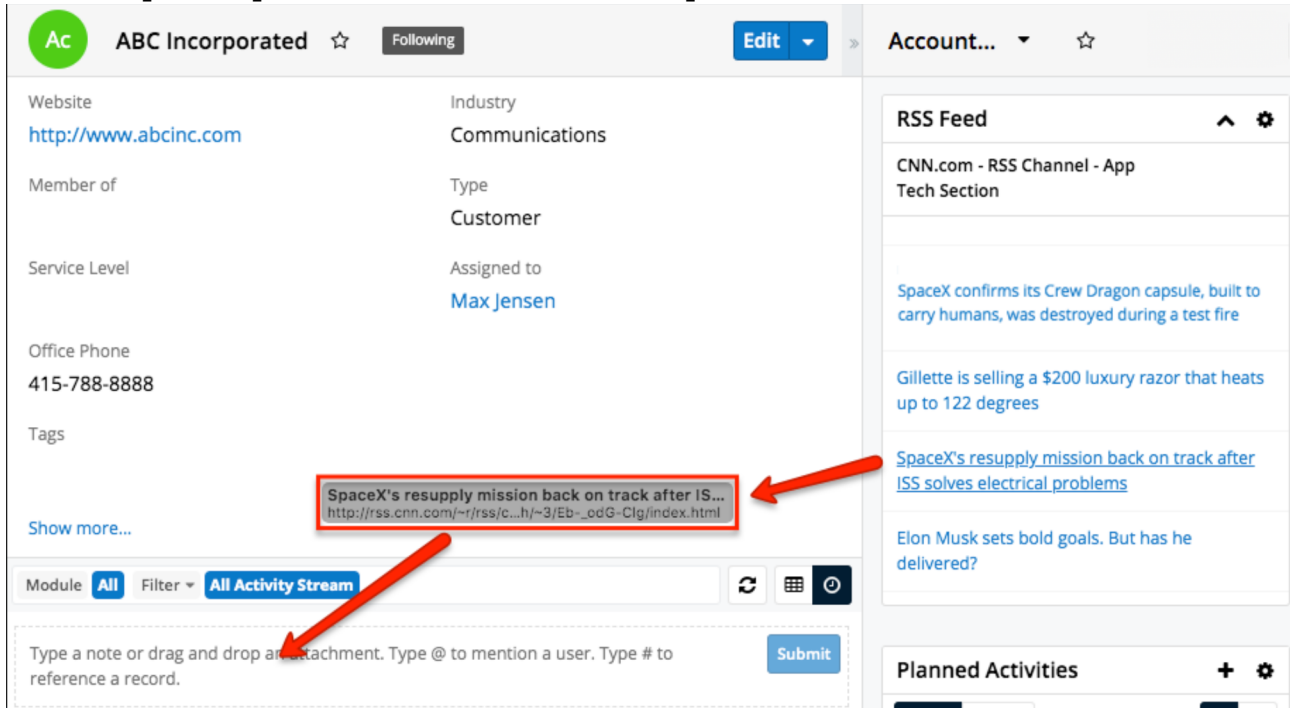 Ac
ABC Incorporated
Following
Edit
»
Account...
Website
Industry
http://www.abcinc.com
Communications
Member of
Type
Customer
Service Level
Assigned to
Max Jensen
Office Phone
415-788-8888
Tags
SpaceX's resupply mission back on track after IS...
http://rss.cnn.com/~r/rss/c...h/~3/Eb-_odG-CIg/index.html
Show more...
Module All Filter All Activity Stream
Type a note or drag and drop an attachment. Type @ to mention a user. Type # to
reference a record.
Submit
RSS Feed
CNN.com - RSS Channel - App
Tech Section
SpaceX confirms its Crew Dragon capsule, built to
carry humans, was destroyed during a test fire
Gillette is selling a $200 luxury razor that heats
up to 122 degrees
SpaceX's resupply mission back on track after
ISS solves electrical problems
Elon Musk sets bold goals. But has he
delivered?
Planned Activities